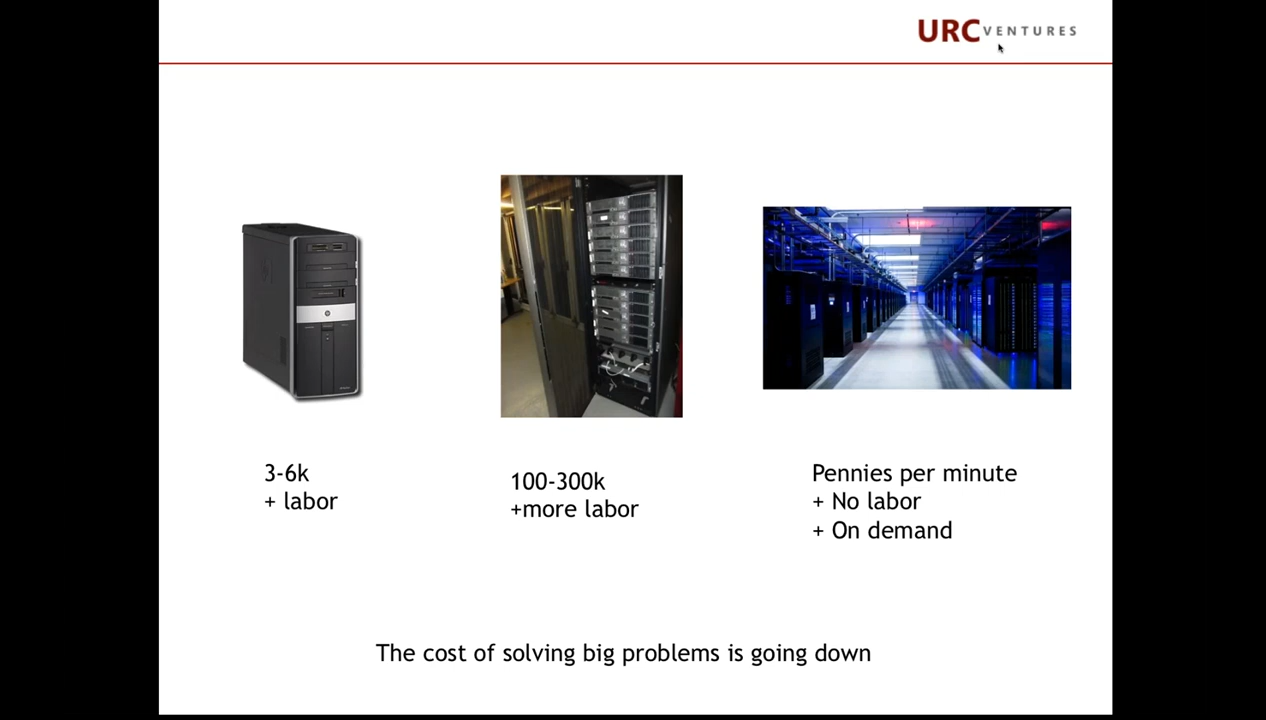 URC VENTURES
3-6k
+ labor
100-300k
+more labor
Pennies per minute
+ No labor
+ On demand
The cost of solving big problems is going down